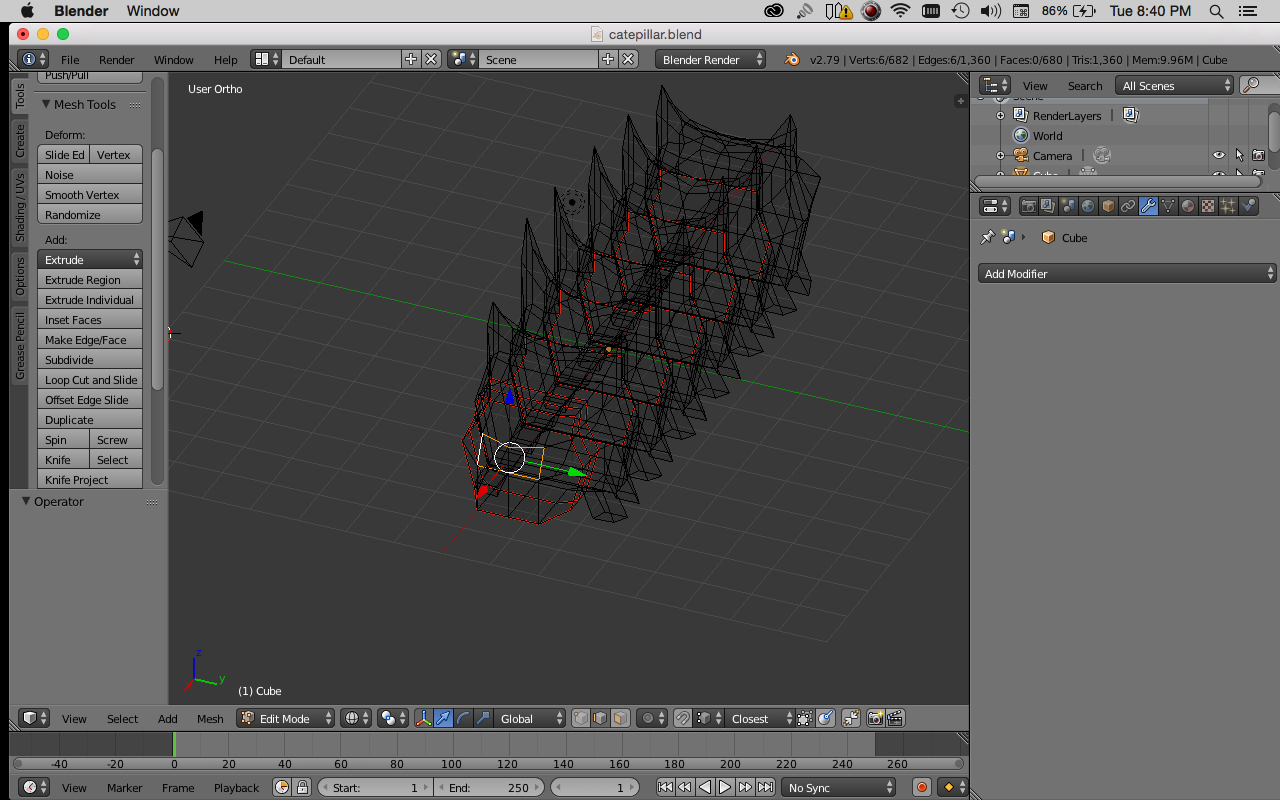 Blender Window 86% Tue 8:40 PM
catepillar.blend
File Render Window Help Default Scene Blender Render v2.79 | Verts:6/682 | Edges:6/1,360 | Faces:0/680 | Tris:1,360 | Mem:9.96M | Cube
Push/Pull
Mesh Tools
Deform:
Slide Ed Vertex
Noise
Smooth Vertex
Randomize
Add:
Extrude
Extrude Region
Extrude Individual
Inset Faces
Make Edge/Face
Subdivide
Loop Cut and Slide
Offset Edge Slide
Duplicate
Spin Screw
Knife Select
Knife Project
Operator
Tools
Create
Shading / UVs
Options
Grease Pencil
User Ortho
z
y
(1) Cube
View Search All Scenes
Scene
RenderLayers
World
Camera
Cube
Cube
Add Modifier
View Select Add Mesh Edit Mode Global Closest
-40 -20 0 20 40 60 80 100 120 140 160 180 200 220 240 260
View Marker Frame Playback Start: 1 End: 250 1 No Sync